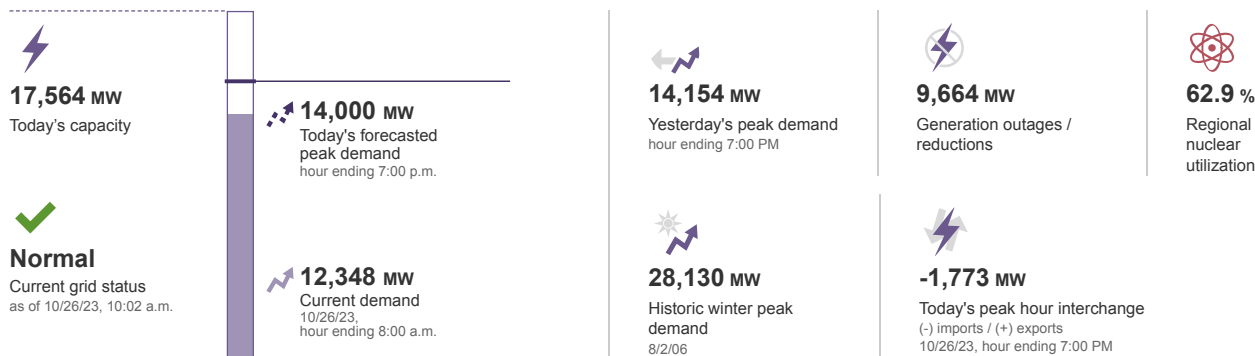 17,564 MW
Today's capacity
Normal
Current grid status
as of 10/26/23, 10:02 a.m.
14,000 MW
Today's forecasted
peak demand
hour ending 7:00 p.m.
12,348 MW
Current demand
10/26/23,
hour ending 8:00 a.m.
14,154 MW
Yesterday's peak demand
hour ending 7:00 PM
9,664 MW
Generation outages /
reductions
62.9 %
Regional
nuclear
utilization
28,130 MW
Historic winter peak
demand
8/2/06
-1,773 MW
Today's peak hour interchange
(-) imports / (+) exports
10/26/23, hour ending 7:00 PM